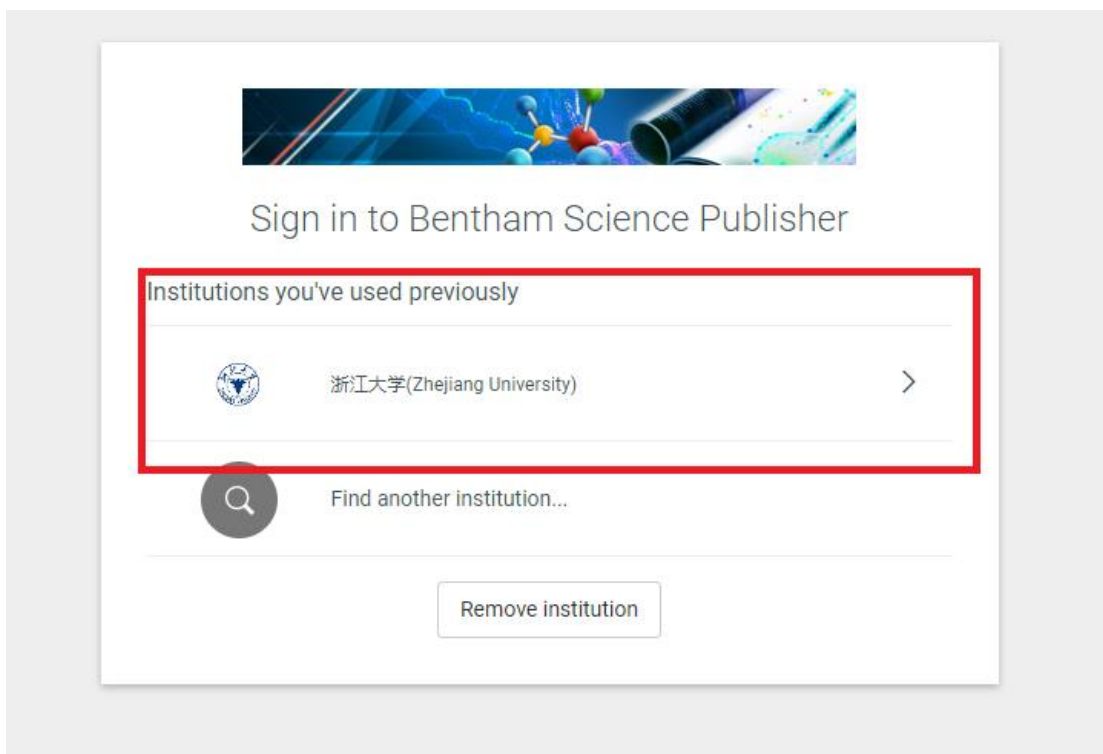 Sign in to Bentham Science Publisher
Institutions you've used previously
浙江大学(Zhejiang University)
Find another institution...
Remove institution